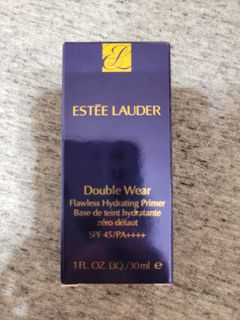 ESTĒE LAUDER
Double Wear
Flawless Hydrating Primer
Base de teint hydratante
zéro défaut
SPF 45/PA++++
1 FL. OZ. LIQ./30 ml e